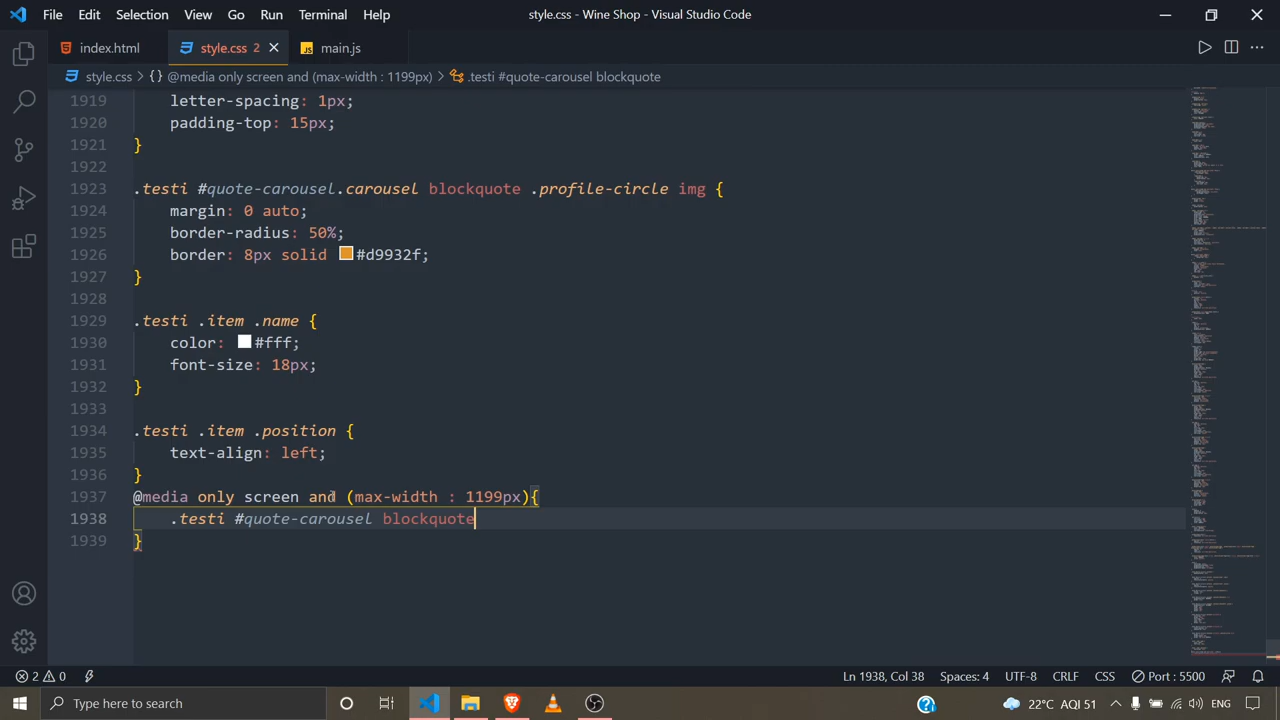 File Edit Selection View Go Run Terminal Help style.css - Wine Shop - Visual Studio Code
index.html style.css 2 main.js
style.css > {} @media only screen and (max-width : 1199px) > .testi #quote-carousel blockquote
1919 letter-spacing: 1px;
1920 padding-top: 15px;
1921 }
1922
1923 .testi #quote-carousel.carousel blockquote .profile-circle img {
1924 margin: 0 auto;
1925 border-radius: 50%;
1926 border: 8px solid #d9932f;
1927 }
1928
1929 .testi .item .name {
1930 color: #fff;
1931 font-size: 18px;
1932 }
1933
1934 .testi .item .position {
1935 text-align: left;
1936 }
1937 @media only screen and (max-width : 1199px){
1938 .testi #quote-carousel blockquote
1939 }
2 0 Ln 1938, Col 38 Spaces: 4 UTF-8 CRLF CSS Port : 5500
Type here to search 22°C AQI 51 ENG